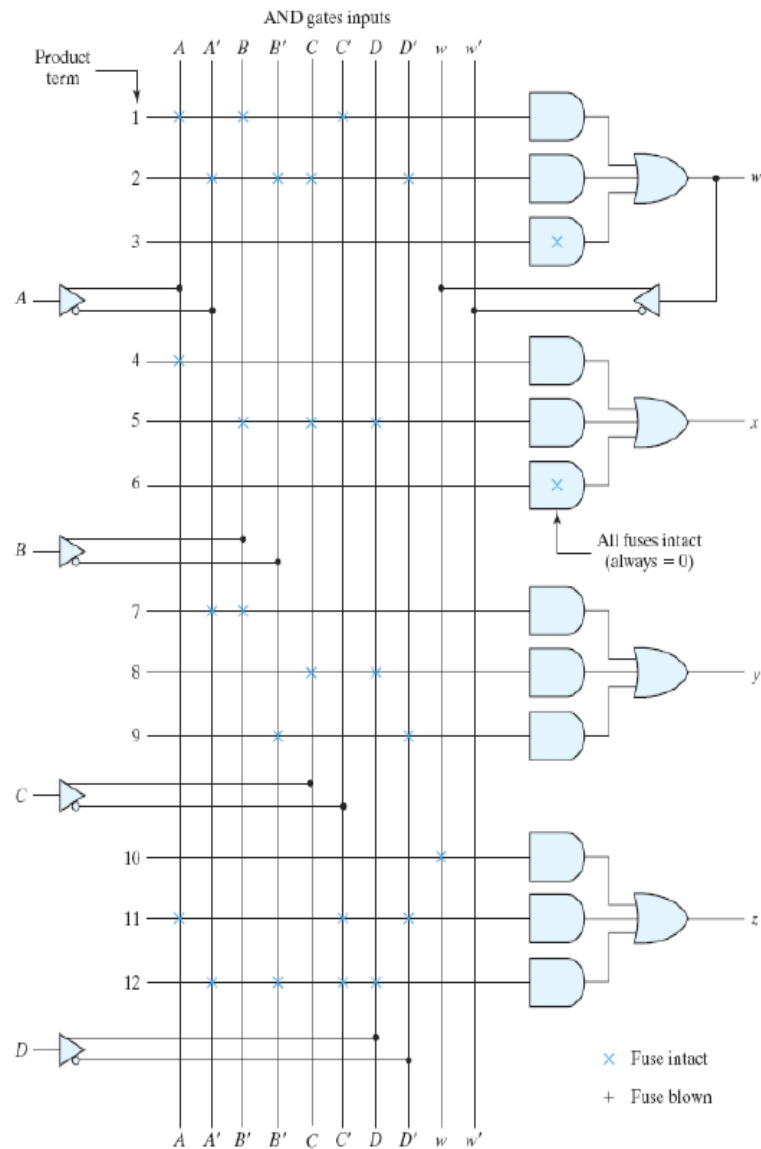 AND gates inputs
A A' B B' C C' D D' w w'
Product
term
1
2
w
3
A
4
5
x
6
All fuses intact
(always = 0)
B
7
8
y
9
C
10
11
z
12
D
× Fuse intact
+ Fuse blown
A A' B' B' C C' D D' w w'